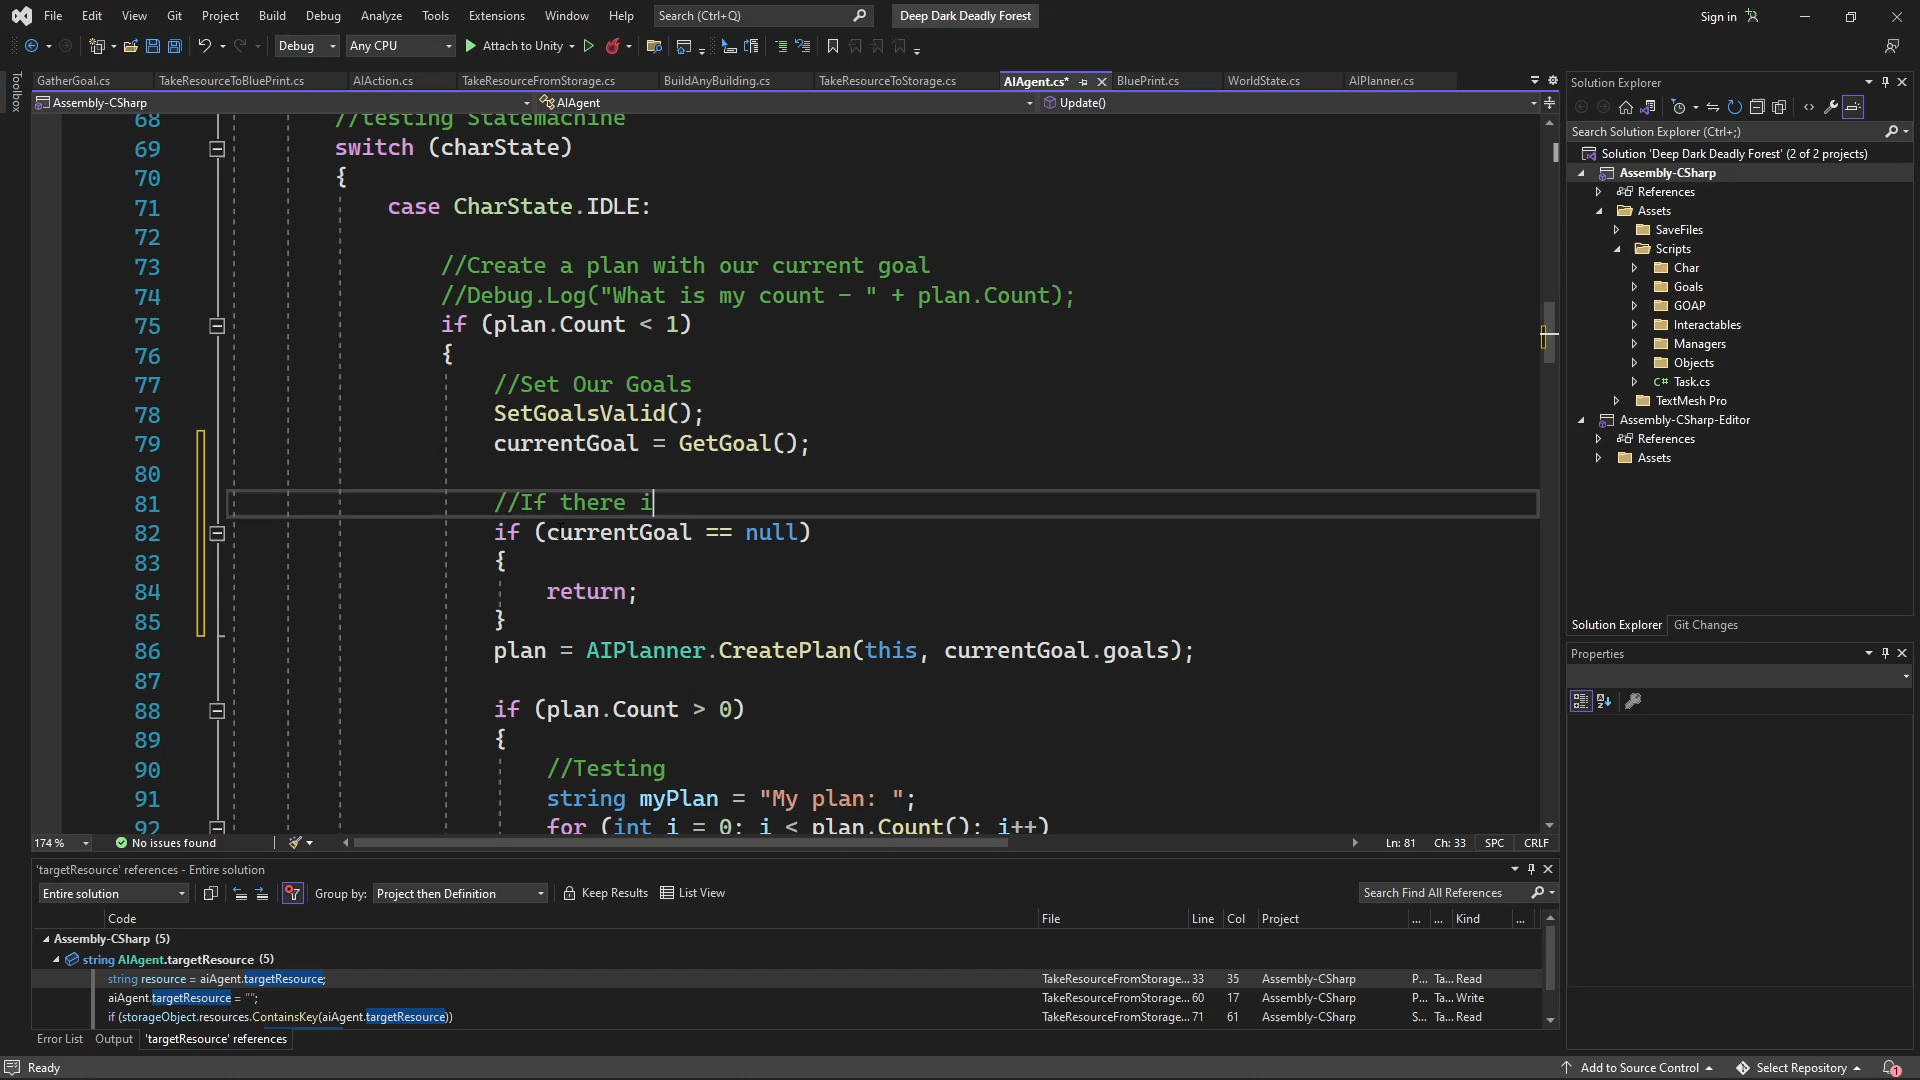 File Edit View Git Project Build Debug Analyze Tools Extensions Window Help Search (Ctrl+Q) Deep Dark Deadly Forest Sign in
Debug Any CPU Attach to Unity
Toolbox
GatherGoal.cs TakeResourceToBluePrint.cs AIAction.cs TakeResourceFromStorage.cs BuildAnyBuilding.cs TakeResourceToStorage.cs AIAgent.cs* BluePrint.cs WorldState.cs AIPlanner.cs
Assembly-CSharp AIAgent Update()
68 //testing Statemachine
69 switch (charState)
70 {
71 case CharState.IDLE:
72
73 //Create a plan with our current goal
74 //Debug.Log("What is my count - " + plan.Count);
75 if (plan.Count < 1)
76 {
77 //Set Our Goals
78 SetGoalsValid();
79 currentGoal = GetGoal();
80
81 //If there i
82 if (currentGoal == null)
83 {
84 return;
85 }
86 plan = AIPlanner.CreatePlan(this, currentGoal.goals);
87
88 if (plan.Count > 0)
89 {
90 //Testing
91 string myPlan = "My plan: ";
92 for (int i = 0; i < plan.Count(); i++)
174 % No issues found Ln: 81 Ch: 33 SPC CRLF
'targetResource' references - Entire solution
Entire solution Group by: Project then Definition Keep Results List View Search Find All References
Code File Line Col Project ... ... Kind ...
Assembly-CSharp (5)
string AIAgent.targetResource (5)
string resource = aiAgent.targetResource; TakeResourceFromStorage... 33 35 Assembly-CSharp P... Ta... Read
aiAgent.targetResource = ""; TakeResourceFromStorage... 60 17 Assembly-CSharp P... Ta... Write
if (storageObject.resources.ContainsKey(aiAgent.targetResource)) TakeResourceFromStorage... 71 61 Assembly-CSharp S... Ta... Read
Error List Output 'targetResource' references
Solution Explorer
Search Solution Explorer (Ctrl+;)
Solution 'Deep Dark Deadly Forest' (2 of 2 projects)
Assembly-CSharp
References
Assets
SaveFiles
Scripts
Char
Goals
GOAP
Interactables
Managers
Objects
C# Task.cs
TextMesh Pro
Assembly-CSharp-Editor
References
Assets
Solution Explorer Git Changes
Properties
Ready Add to Source Control Select Repository 1